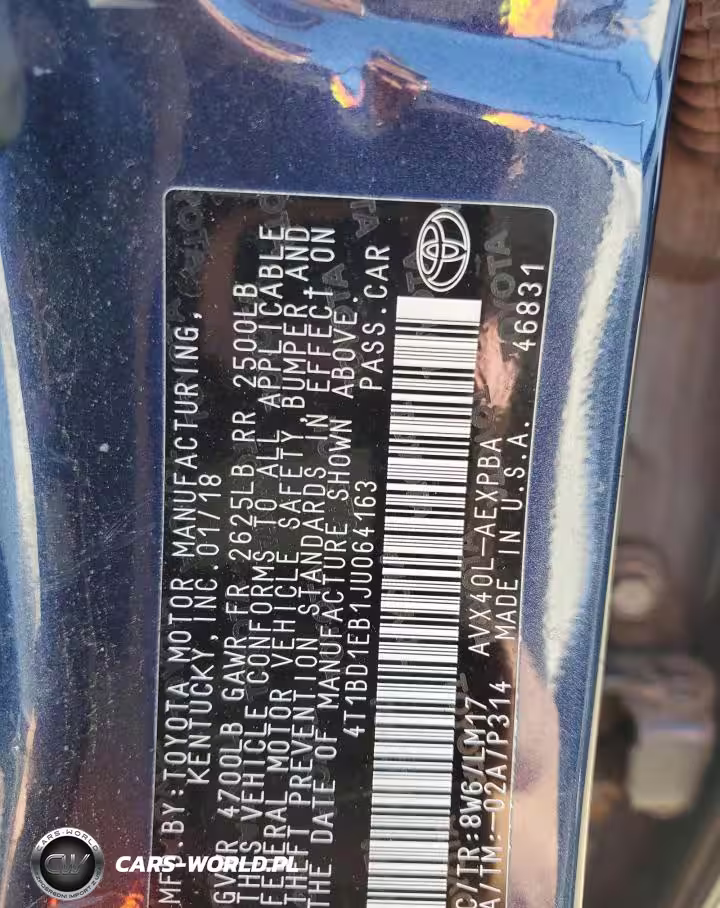 MFD.BY:TOYOTA MOTOR MANUFACTURING,
KENTUCKY, INC.01/18
GVWR 4700LB GAWR FR 2625LB RR 2500LB
THIS VEHICLE CONFORMS TO ALL APPLICABLE
FEDERAL MOTOR VEHICLE SAFETY, BUMPER, AND
THEFT PREVENTION STANDARDS IN EFFECT ON
THE DATE OF MANUFACTURE SHOWN ABOVE.
4T1BD1EB1JU064163 PASS.CAR
C/TR:8W6/LM17 AVX40L-AEXPBA
A/TM:-02A/P314 MADE IN U.S.A. 46831
CARS-WORLD.PL